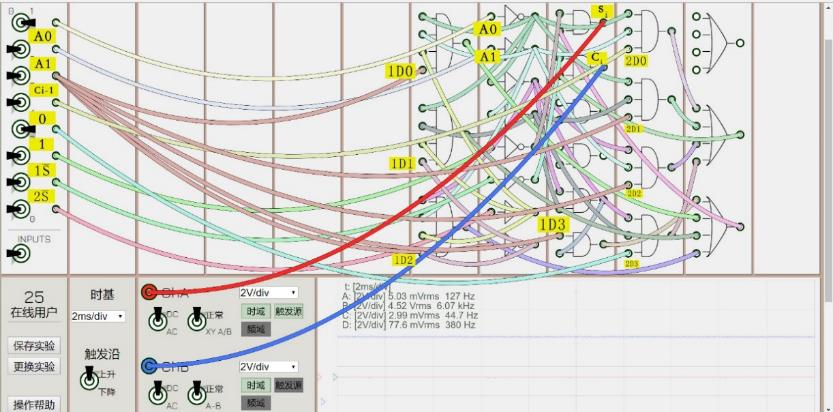 0 1
A0
A1
Ci-1
0
1
1S̄
2S̄
0
INPUTS
1D0
1D1
1D2
1D3
A0
A1
Si
Ci
2D0
2D1
2D2
2D3
25
在线用户
保存实验
更换实验
操作帮助
时基
2ms/div
触发沿
上升
下降
CHA
2V/div
DC
AC
正常
XY A/B
时域
触发源
频域
CHB
2V/div
DC
AC
正常
A-B
时域
触发源
频域
t: [2ms/div]
A: [2V/div] 5.03 mVrms 127 Hz
B: [2V/div] 4.52 Vrms 6.07 kHz
C: [2V/div] 2.99 mVrms 44.7 Hz
D: [2V/div] 77.6 mVrms 380 Hz